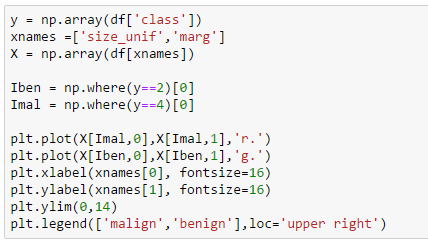 y = np.array(df['class'])
xnames =['size_unif','marg']
X = np.array(df[xnames])
Iben = np.where(y==2)[0]
Imal = np.where(y==4)[0]
plt.plot(X[Imal,0],X[Imal,1],'r.')
plt.plot(X[Iben,0],X[Iben,1],'g.')
plt.xlabel(xnames[0], fontsize=16)
plt.ylabel(xnames[1], fontsize=16)
plt.ylim(0,14)
plt.legend(['malign','benign'],loc='upper right')